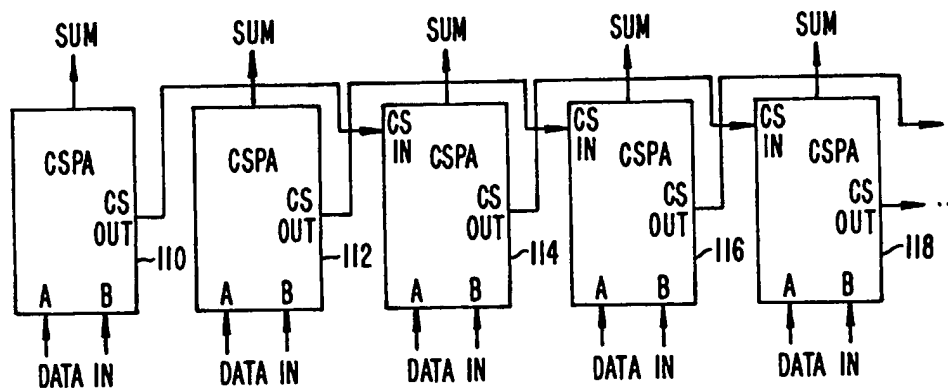 SUM SUM SUM SUM SUM
CSPA
CS OUT
110
A B
DATA IN
CSPA
CS OUT
112
A B
DATA IN
CS IN
CSPA
CS OUT
114
A B
DATA IN
CS IN
CSPA
CS OUT
116
A B
DATA IN
CS IN
CSPA
CS OUT
118
A B
DATA IN